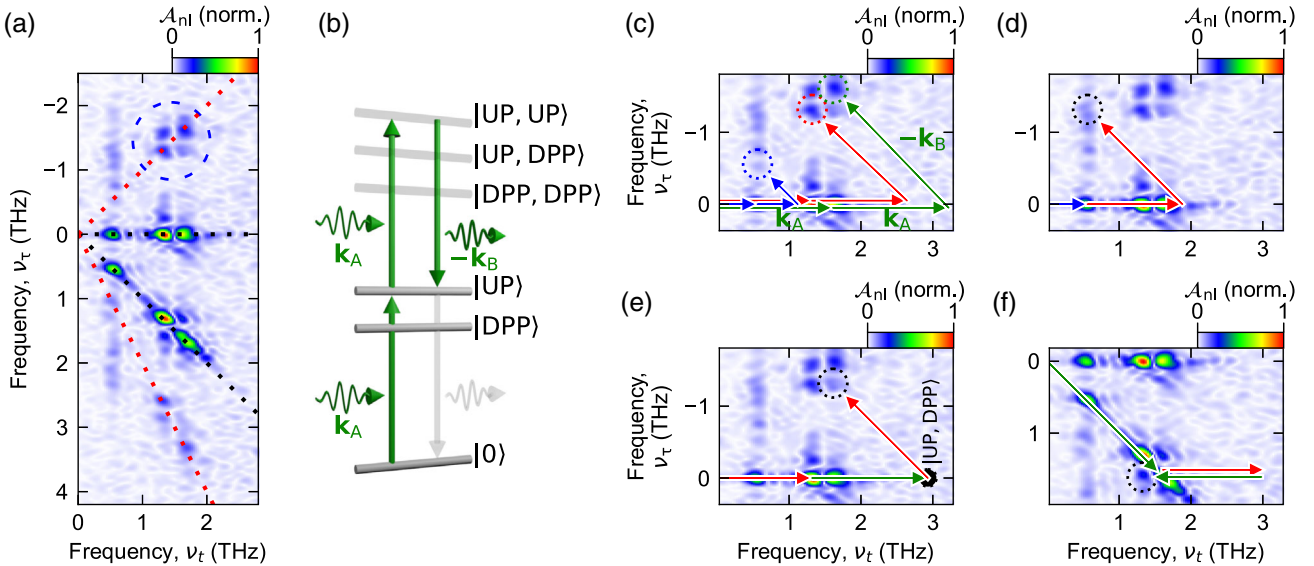 (a)
𝒜nl (norm.)
0 1
Frequency, ντ (THz)
−2
−1
0
1
2
3
4
0 1 2
Frequency, νt (THz)
(b)
|UP, UP⟩
|UP, DPP⟩
|DPP, DPP⟩
kA
−kB
|UP⟩
|DPP⟩
kA
|0⟩
(c)
𝒜nl (norm.)
0 1
Frequency,
ντ (THz)
−1
0
−kB
kA kA
1 2 3
(d)
𝒜nl (norm.)
0 1
−1
0
1 2 3
(e)
𝒜nl (norm.)
0 1
Frequency,
ντ (THz)
−1
0
|UP, DPP⟩
1 2 3
Frequency, νt (THz)
(f)
𝒜nl (norm.)
0 1
0
1
1 2 3
Frequency, νt (THz)